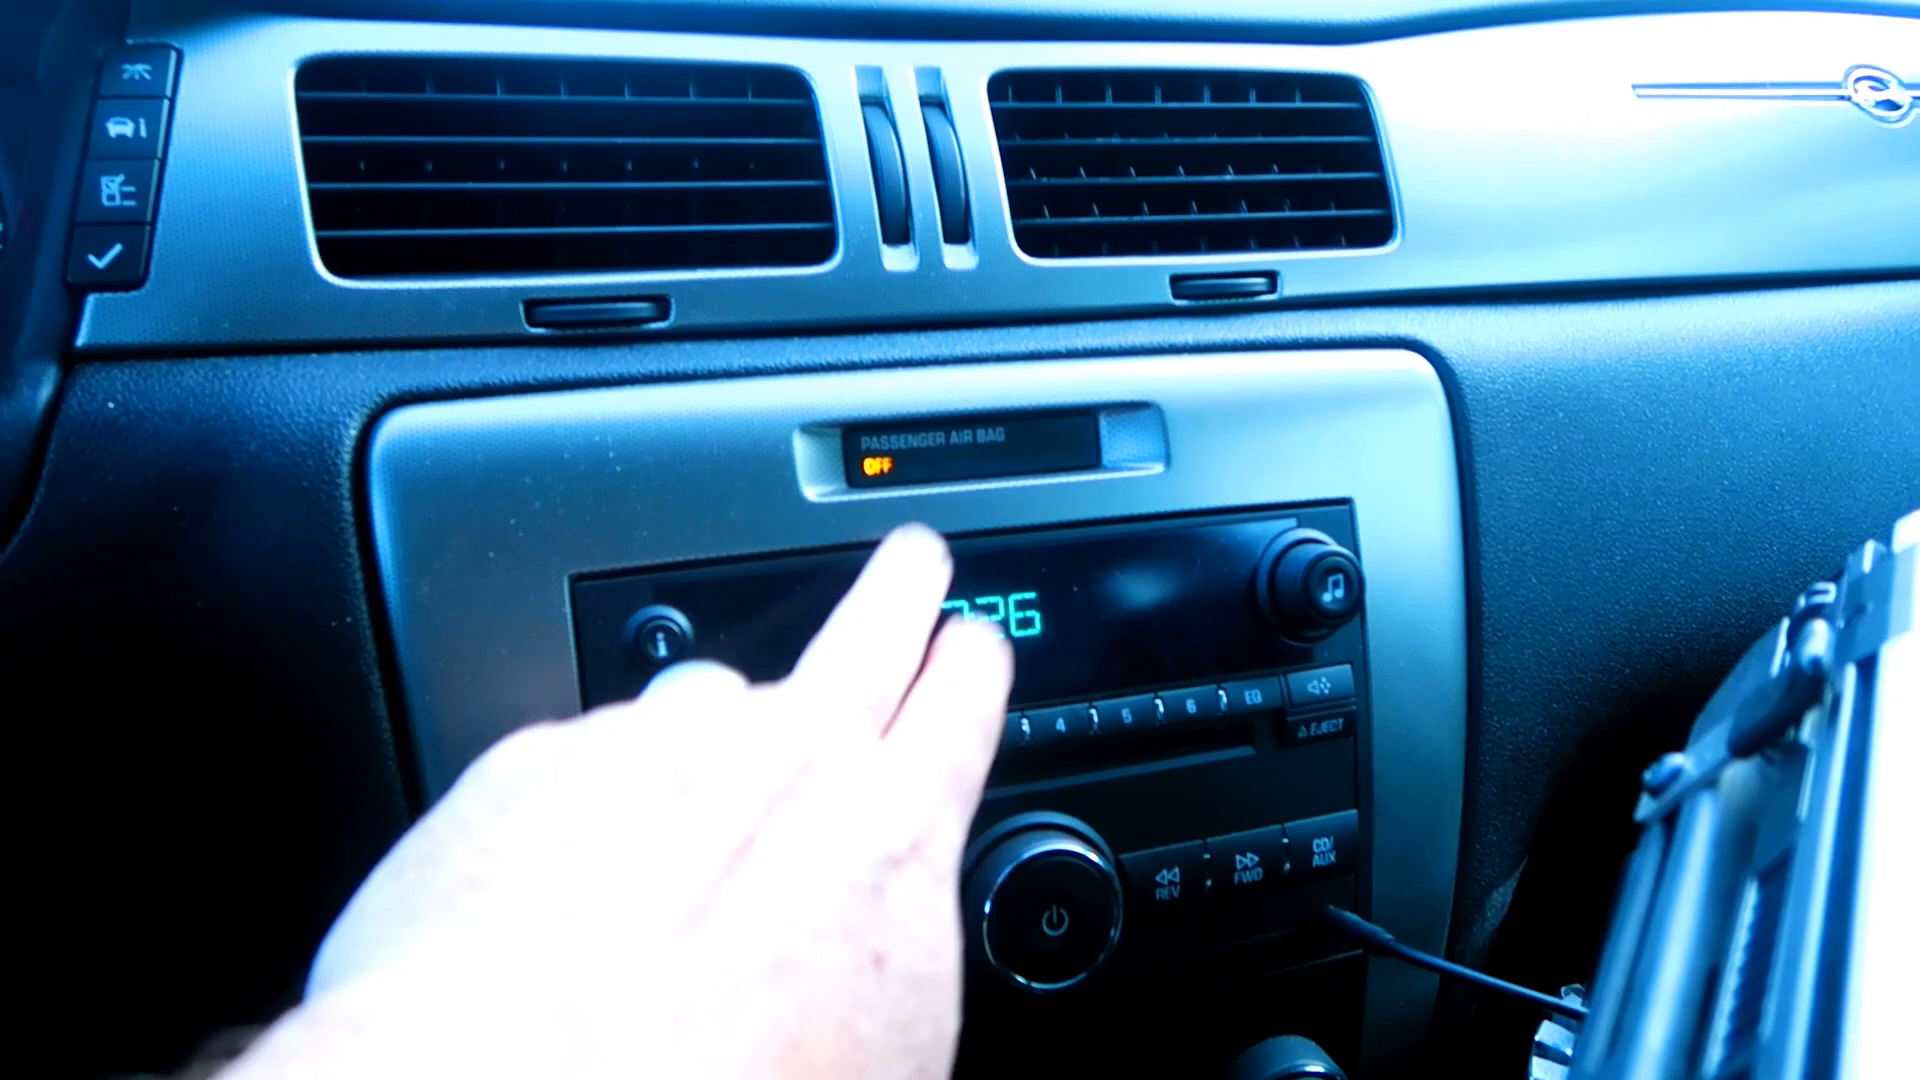 PASSENGER AIR BAG
OFF
26
4 5 6 EQ
EJECT
REV FWD CD/
AUX